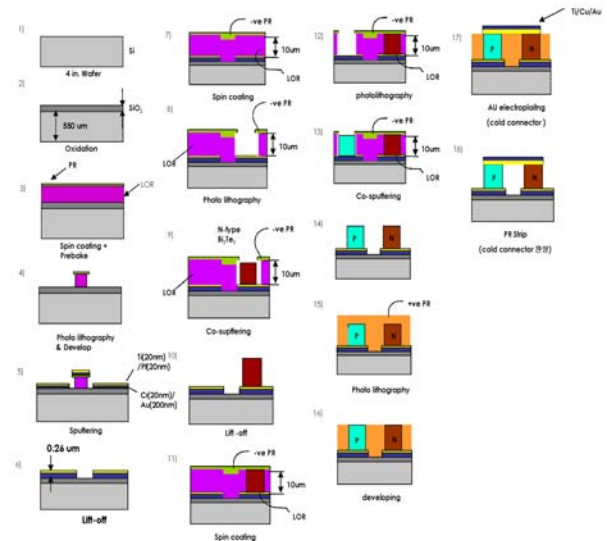 1)
Si
4 in. Wafer
2)
SiO₂
550 um
Oxidation
PR
3)
LOR
Spin coating +
Prebake
4)
Photo lithography
& Develop
5)
Ti(20nm)
/Pt(20nm)
Cr(20nm)/
Au(200nm)
Sputtering
6)
0.26 um
Lift-off
7)
-ve PR
10um
LOR
Spin coating
8)
-ve PR
LOR
10um
Photo lithography
9)
N-type
Bi₂Te₃
-ve PR
LOR
10um
Co-supttering
10)
Lift-off
11)
-ve PR
10um
LOR
Spin coating
12)
-ve PR
10um
LOR
photolithography
13)
-ve PR
10um
LOR
Co-sputtering
14)
P
N
15)
+ve PR
P
N
Photo lithography
16)
P
N
developing
Ti/Cu/Au
17)
P
N
AU electroplating
(cold connector)
18)
P
N
PR Strip
(cold connector 완성)